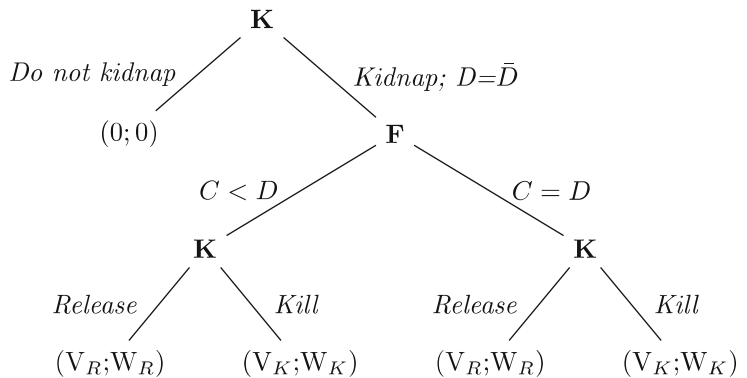 K
Do not kidnap
Kidnap; D=D̄
(0; 0)
F
C < D
C = D
K
K
Release
Kill
Release
Kill
(V_R;W_R)
(V_K;W_K)
(V_R;W_R)
(V_K;W_K)